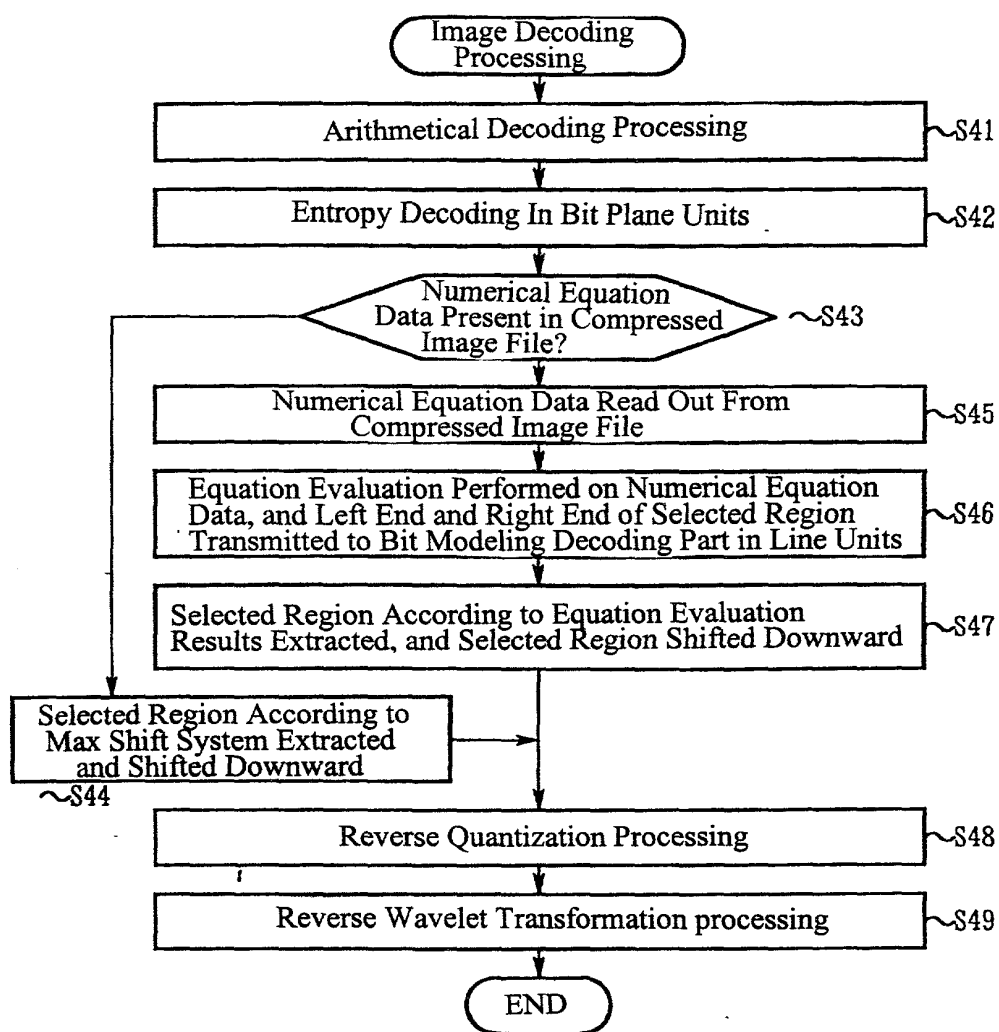 Image Decoding
Processing
Arithmetical Decoding Processing
~S41
Entropy Decoding In Bit Plane Units
~S42
Numerical Equation
Data Present in Compressed
Image File?
~S43
Numerical Equation Data Read Out From
Compressed Image File
~S45
Equation Evaluation Performed on Numerical Equation
Data, and Left End and Right End of Selected Region
Transmitted to Bit Modeling Decoding Part in Line Units
~S46
Selected Region According to Equation Evaluation
Results Extracted, and Selected Region Shifted Downward
~S47
Selected Region According to
Max Shift System Extracted
and Shifted Downward
~S44
Reverse Quantization Processing
~S48
Reverse Wavelet Transformation processing
~S49
END